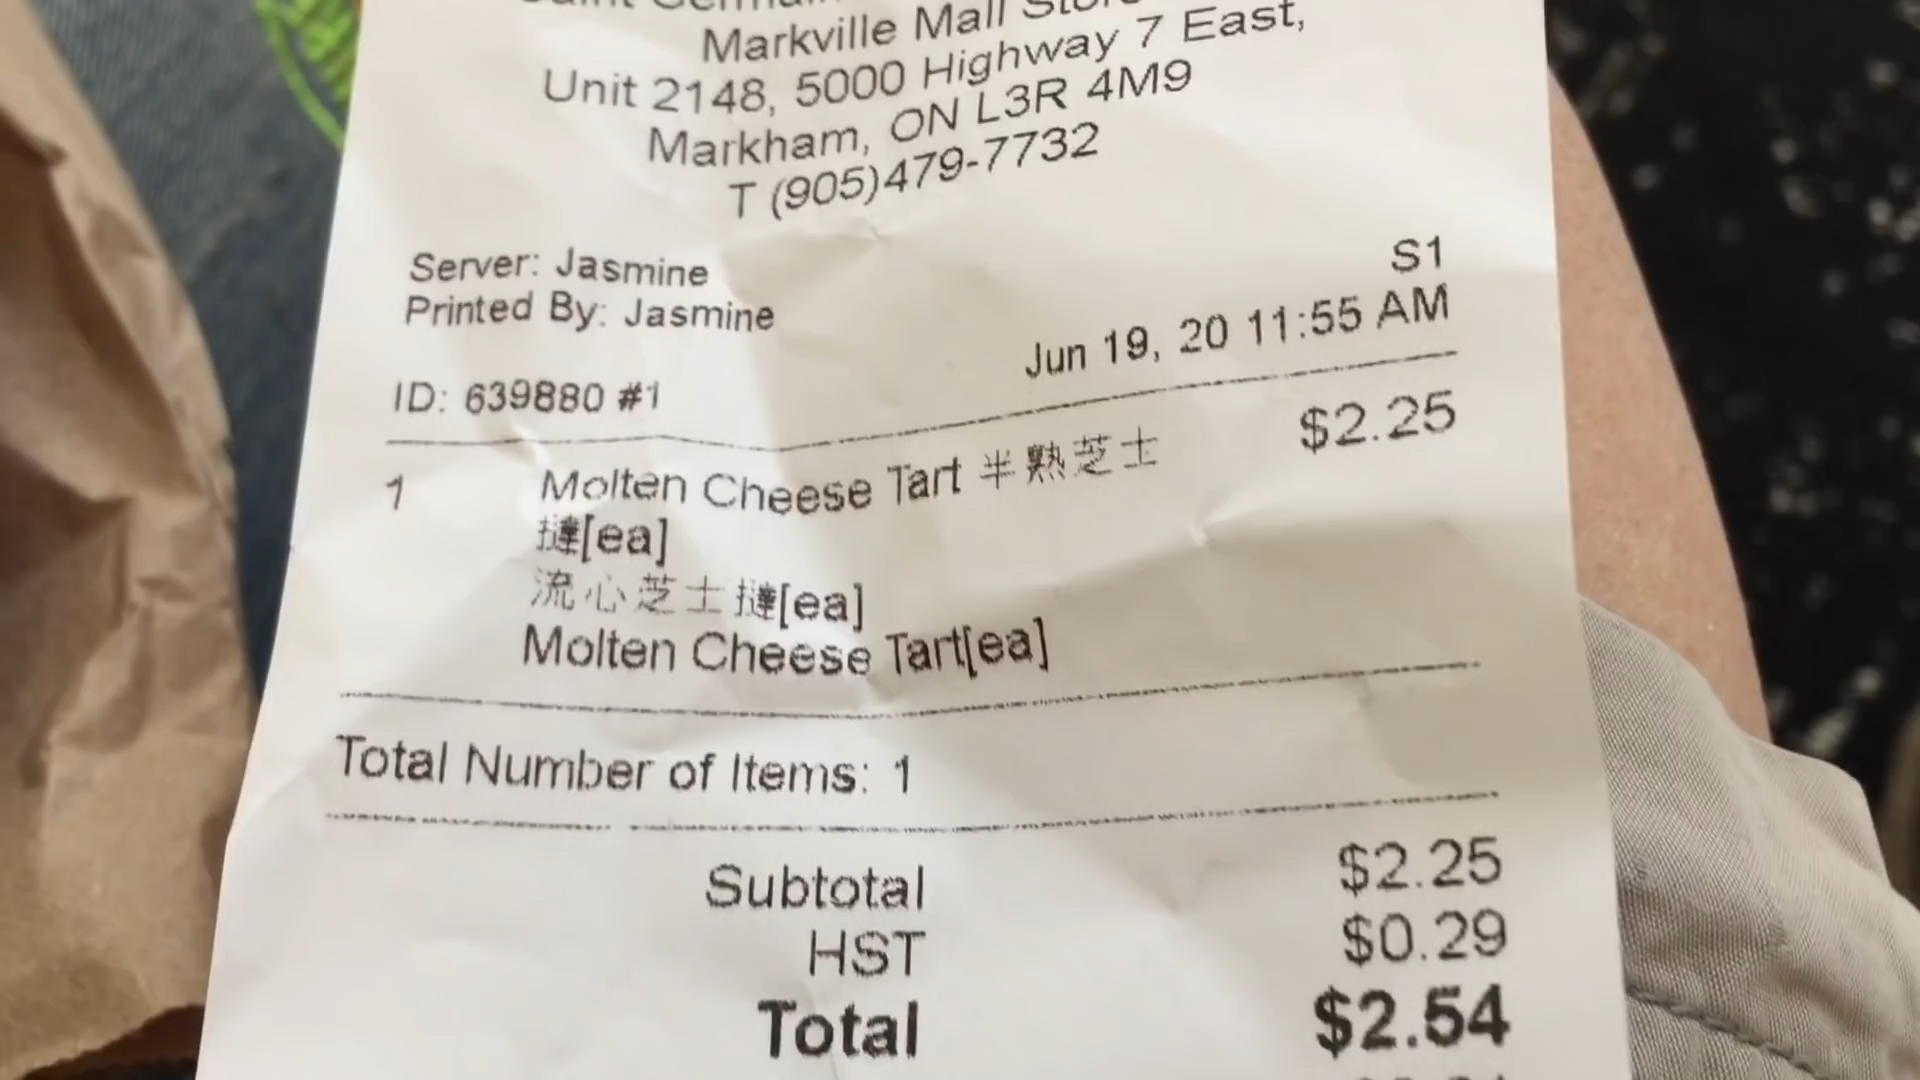 Saint Germain
Markville Mall Store
Unit 2148, 5000 Highway 7 East,
Markham, ON L3R 4M9
T (905)479-7732
Server: Jasmine
S1
Printed By: Jasmine
Jun 19, 20 11:55 AM
ID: 639880 #1
1 Molten Cheese Tart 半熟芝士 $2.25
撻[ea]
流心芝士撻[ea]
Molten Cheese Tart[ea]
Total Number of Items: 1
Subtotal $2.25
HST $0.29
Total $2.54